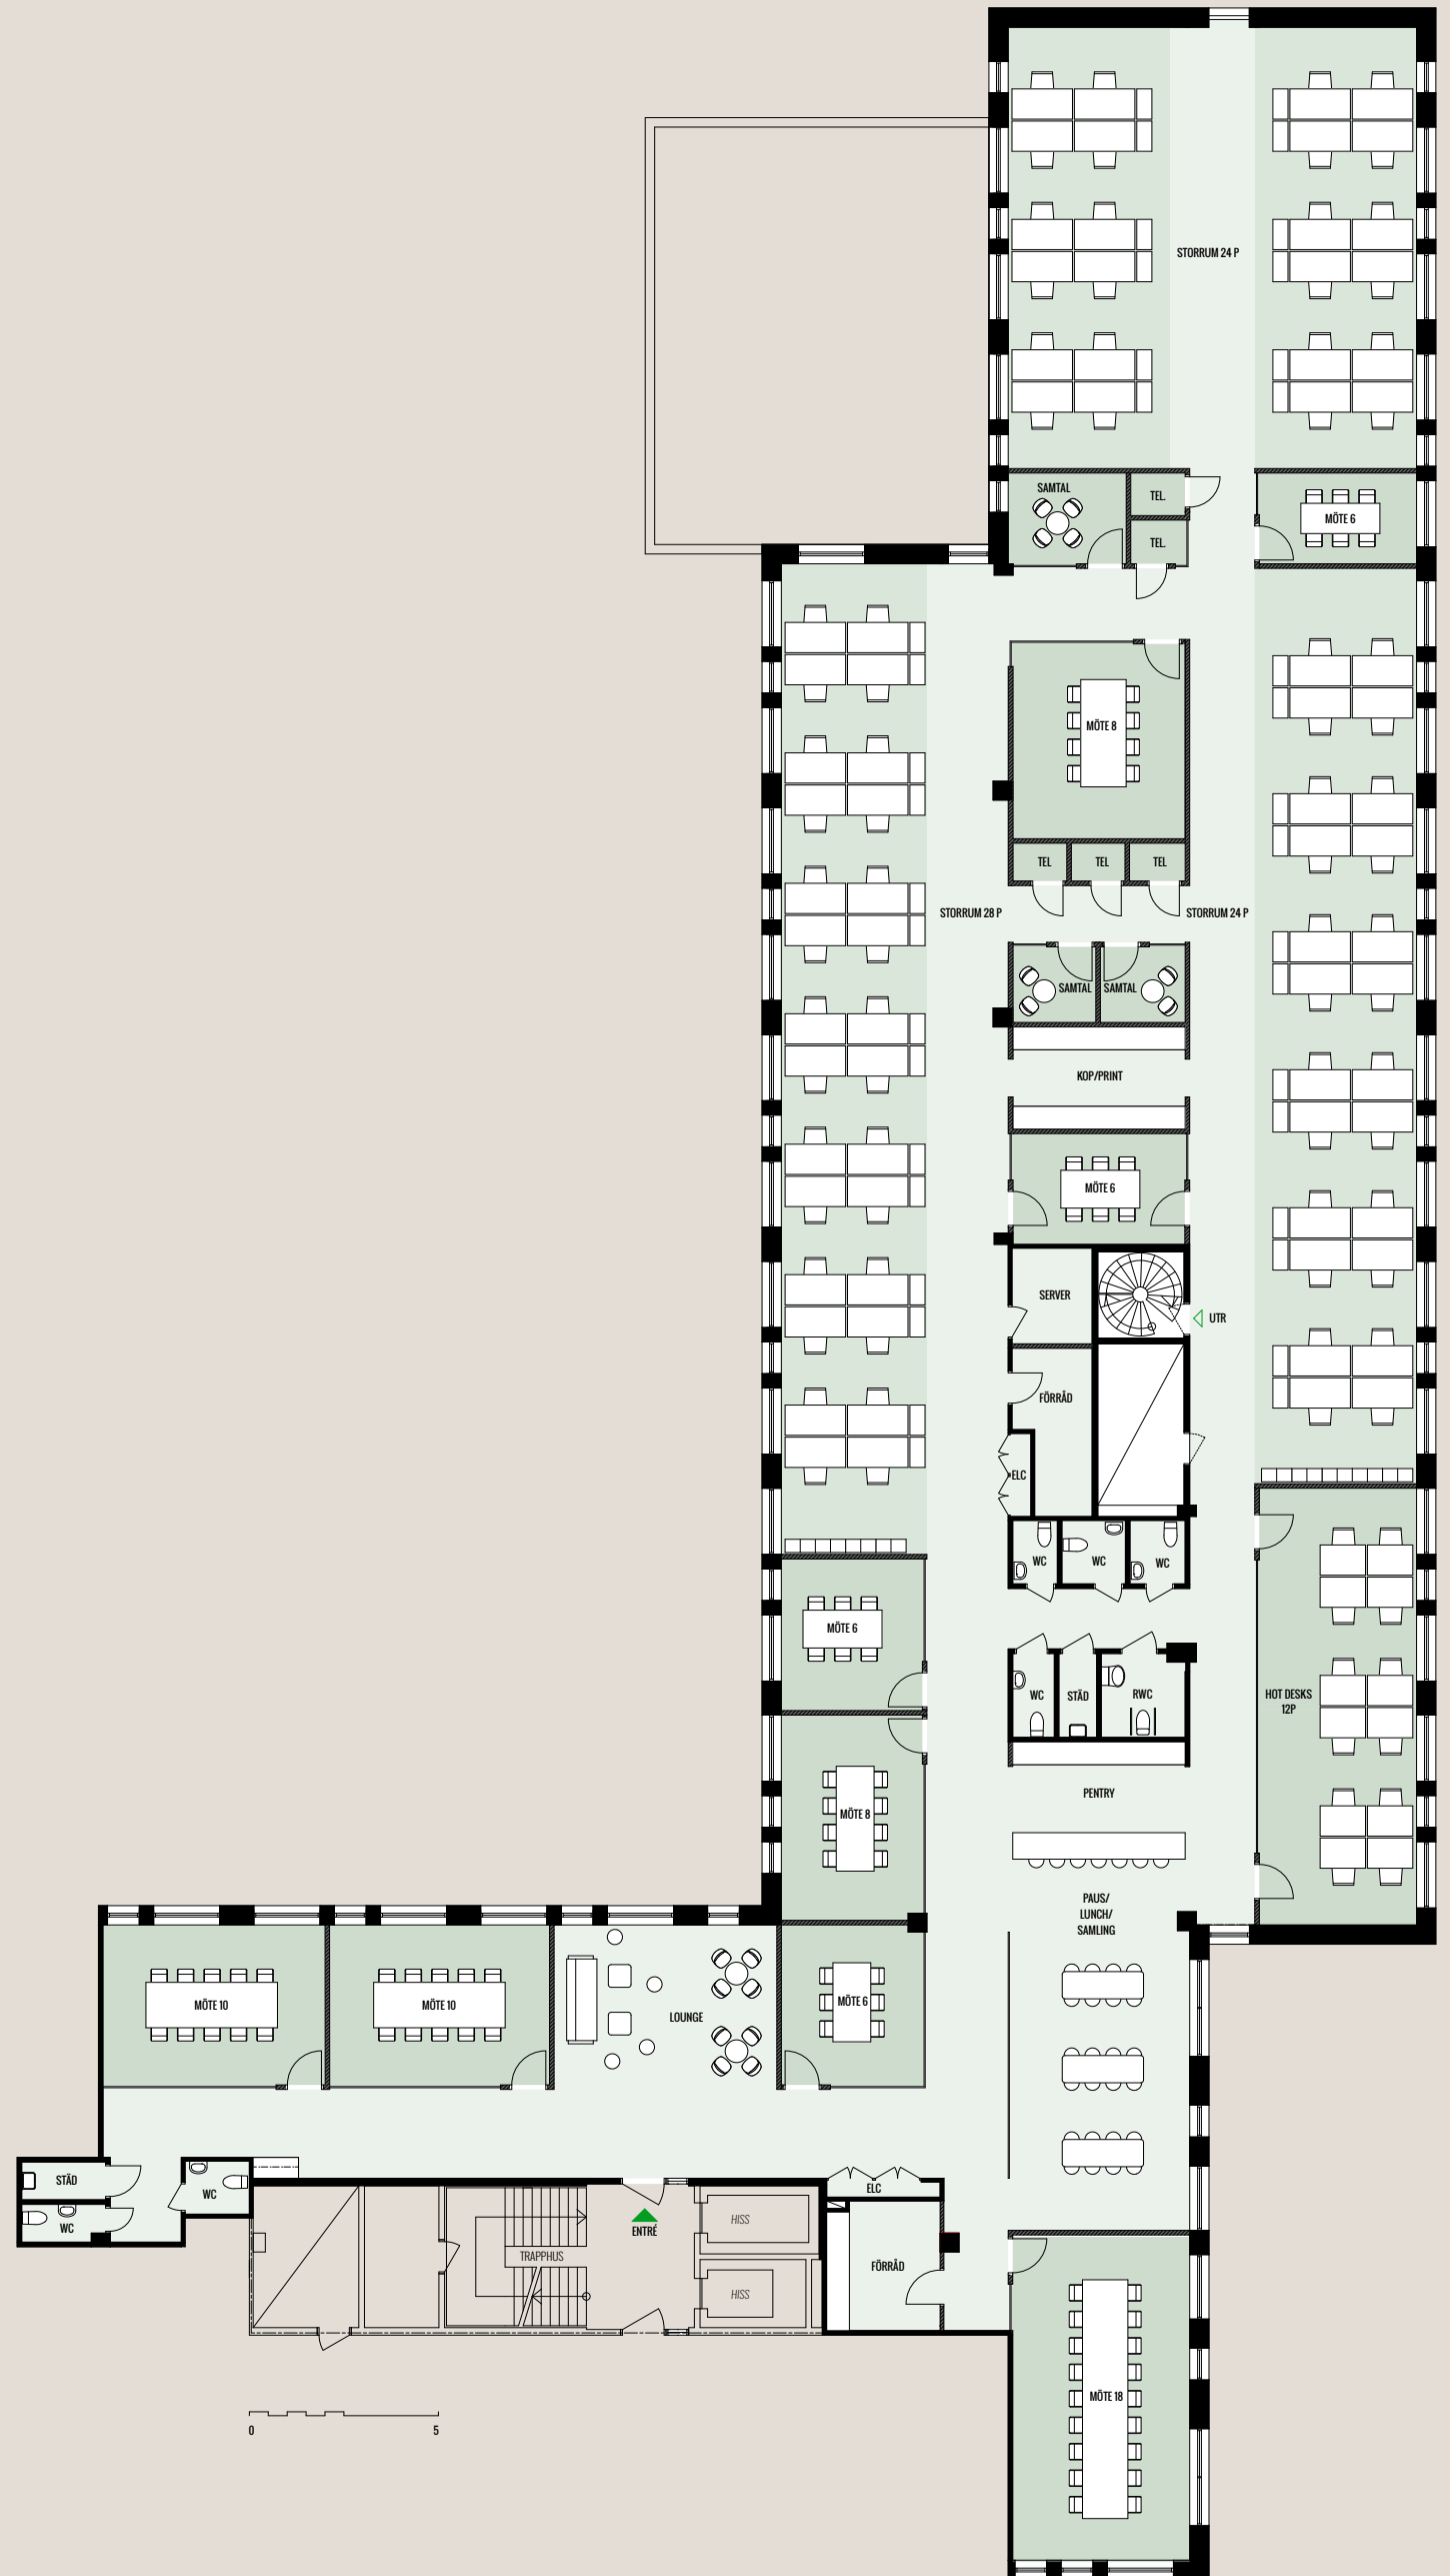 STORRUM 24 P
SAMTAL
TEL.
TEL.
MÖTE 6
MÖTE 8
TEL
TEL
TEL
STORRUM 28 P
STORRUM 24 P
SAMTAL
SAMTAL
KOP/PRINT
MÖTE 6
SERVER
UTR
FÖRRÅD
ELC
WC
WC
WC
MÖTE 6
WC
STÄD
RWC
HOT DESKS
12P
PENTRY
MÖTE 8
PAUS/
LUNCH/
SAMLING
MÖTE 10
MÖTE 10
LOUNGE
MÖTE 6
STÄD
WC
WC
ELC
ENTRÉ
HISS
TRAPPHUS
FÖRRÅD
HISS
MÖTE 18
0
5